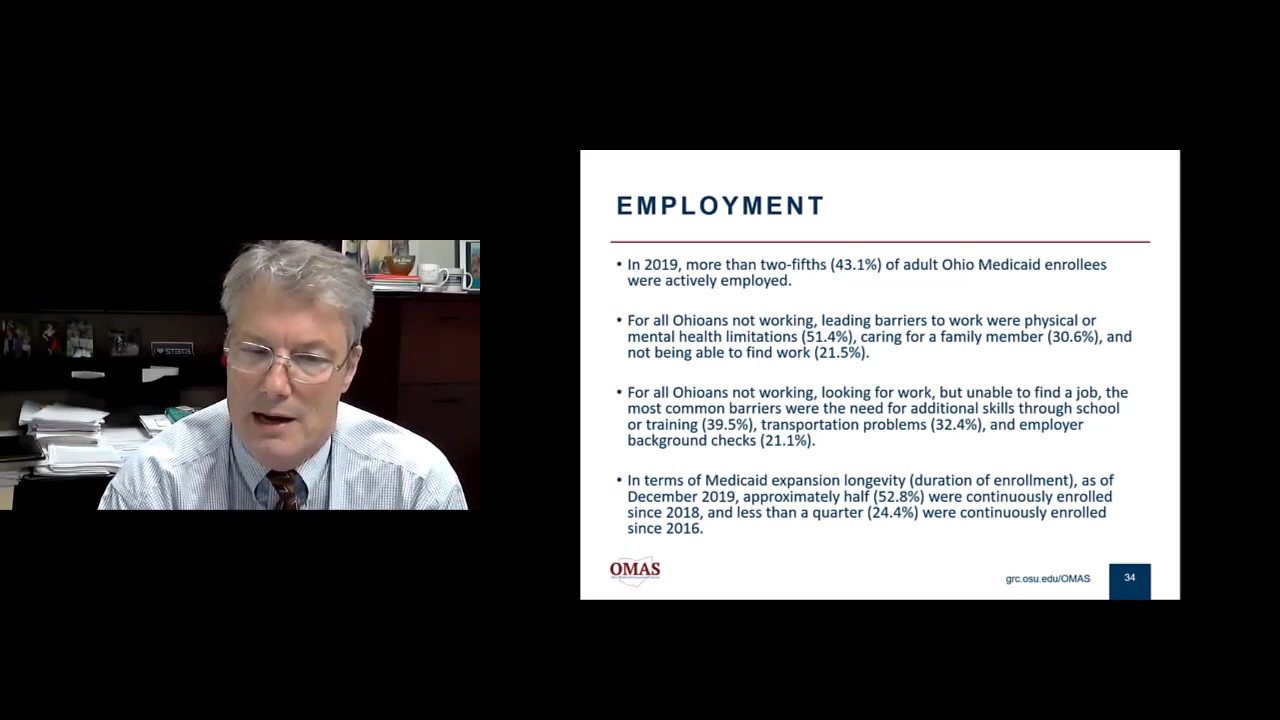 I ♥ STATA
EMPLOYMENT
• In 2019, more than two-fifths (43.1%) of adult Ohio Medicaid enrollees
were actively employed.
• For all Ohioans not working, leading barriers to work were physical or
mental health limitations (51.4%), caring for a family member (30.6%), and
not being able to find work (21.5%).
• For all Ohioans not working, looking for work, but unable to find a job, the
most common barriers were the need for additional skills through school
or training (39.5%), transportation problems (32.4%), and employer
background checks (21.1%).
• In terms of Medicaid expansion longevity (duration of enrollment), as of
December 2019, approximately half (52.8%) were continuously enrolled
since 2018, and less than a quarter (24.4%) were continuously enrolled
since 2016.
OMAS
grc.osu.edu/OMAS
34